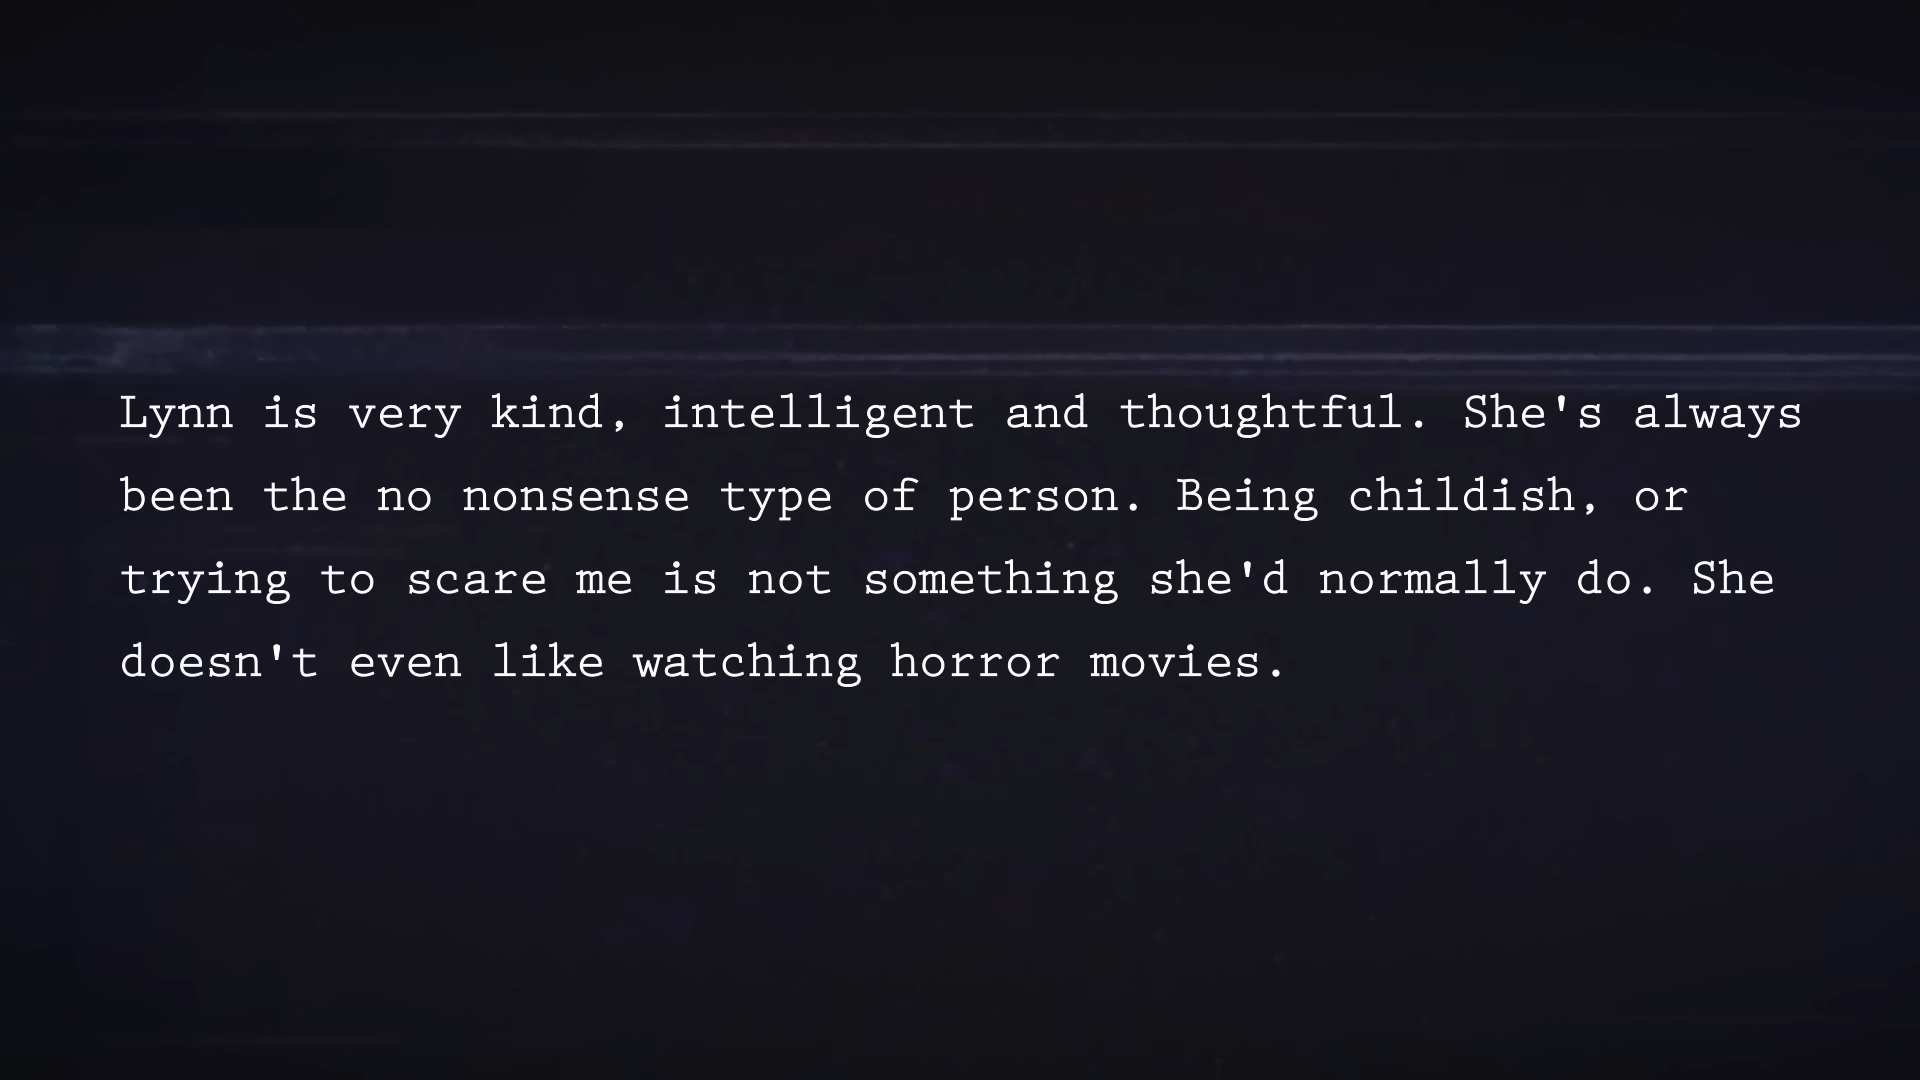 Lynn is very kind, intelligent and thoughtful. She's always
been the no nonsense type of person. Being childish, or
trying to scare me is not something she'd normally do. She
doesn't even like watching horror movies.